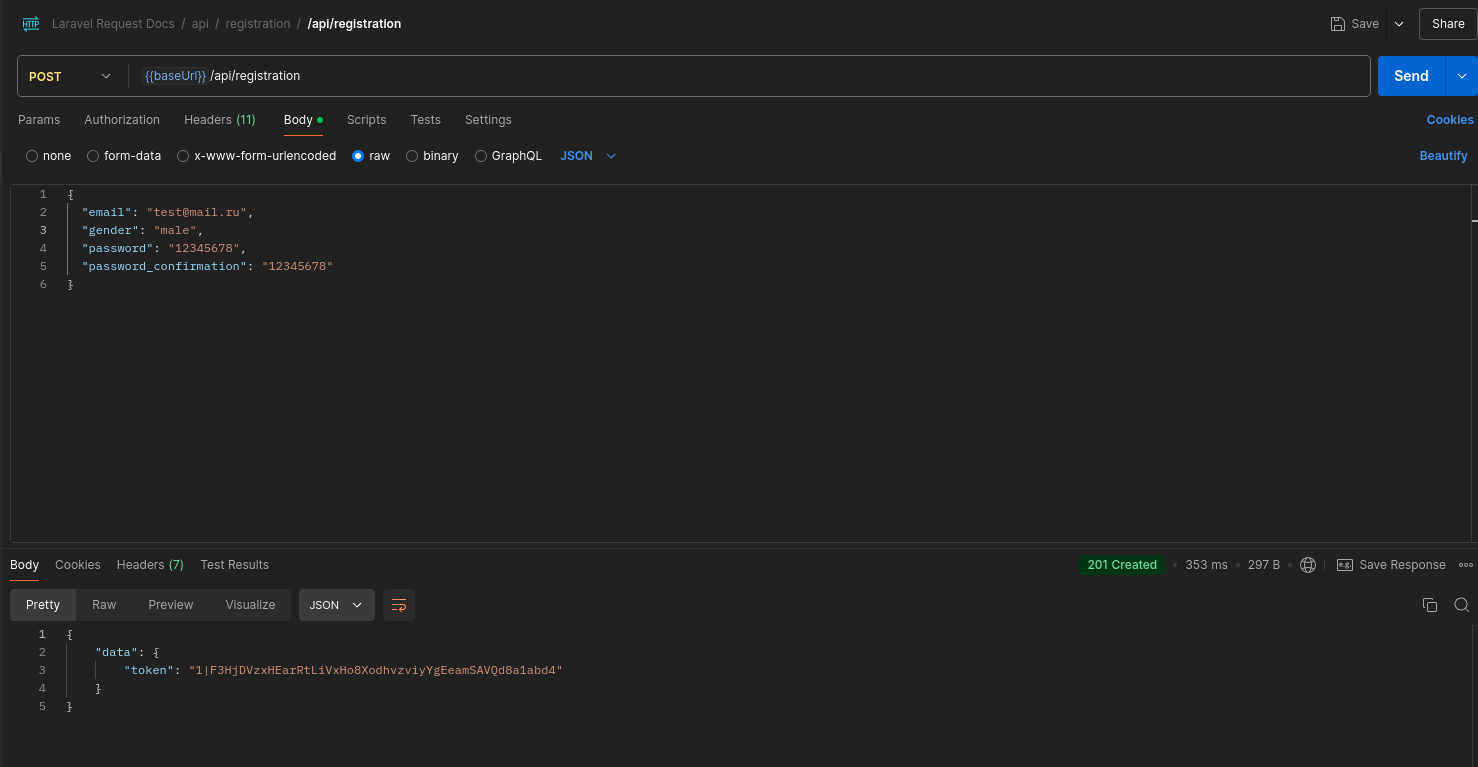 HTTP Laravel Request Docs / api / registration / /api/registration Save Share
POST {{baseUrl}} /api/registration Send
Params Authorization Headers (11) Body Scripts Tests Settings Cookies
none form-data x-www-form-urlencoded raw binary GraphQL JSON Beautify
1 {
2 "email": "test@mail.ru",
3 "gender": "male",
4 "password": "12345678",
5 "password_confirmation": "12345678"
6 }
Body Cookies Headers (7) Test Results 201 Created 353 ms 297 B e.g. Save Response
Pretty Raw Preview Visualize JSON
1 {
2 "data": {
3 "token": "1|F3HjDVzxHEarRtLiVxHo8XodhvzviyYgEeamSAVQd8a1abd4"
4 }
5 }